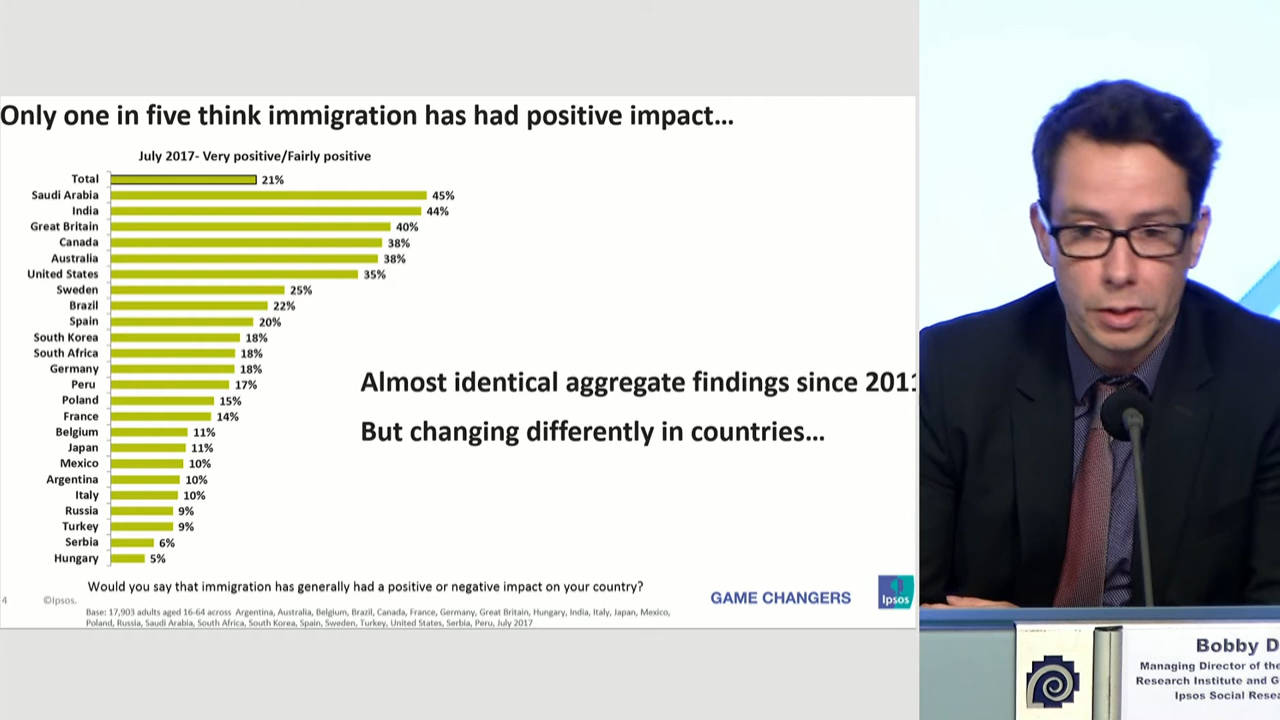 Only one in five think immigration has had positive impact...
July 2017- Very positive/Fairly positive
Total 21%
Saudi Arabia 45%
India 44%
Great Britain 40%
Canada 38%
Australia 38%
United States 35%
Sweden 25%
Brazil 22%
Spain 20%
South Korea 18%
South Africa 18%
Germany 18%
Peru 17%
Poland 15%
France 14%
Belgium 11%
Japan 11%
Mexico 10%
Argentina 10%
Italy 10%
Russia 9%
Turkey 9%
Serbia 6%
Hungary 5%
Almost identical aggregate findings since 2011
But changing differently in countries...
Would you say that immigration has generally had a positive or negative impact on your country?
4 ©Ipsos.
Base: 17,903 adults aged 16-64 across Argentina, Australia, Belgium, Brazil, Canada, France, Germany, Great Britain, Hungary, India, Italy, Japan, Mexico,
Poland, Russia, Saudi Arabia, South Africa, South Korea, Spain, Sweden, Turkey, United States, Serbia, Peru, July 2017
GAME CHANGERS
Ipsos
Bobby D
Managing Director of the
Research Institute and G
Ipsos Social Resea